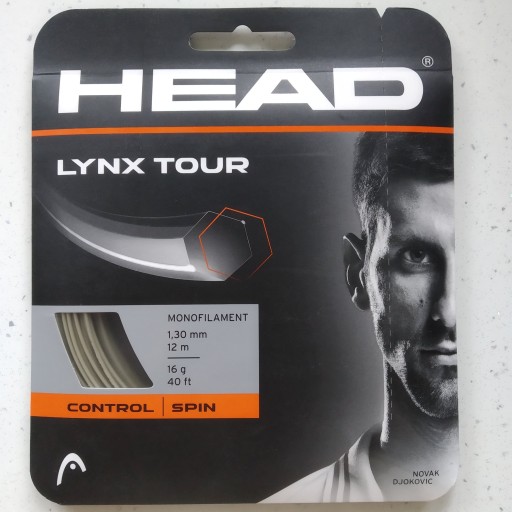 HEAD®
LYNX TOUR
MONOFILAMENT
1,30 mm
12 m
16 g
40 ft
CONTROL | SPIN
NOVAK
DJOKOVIC